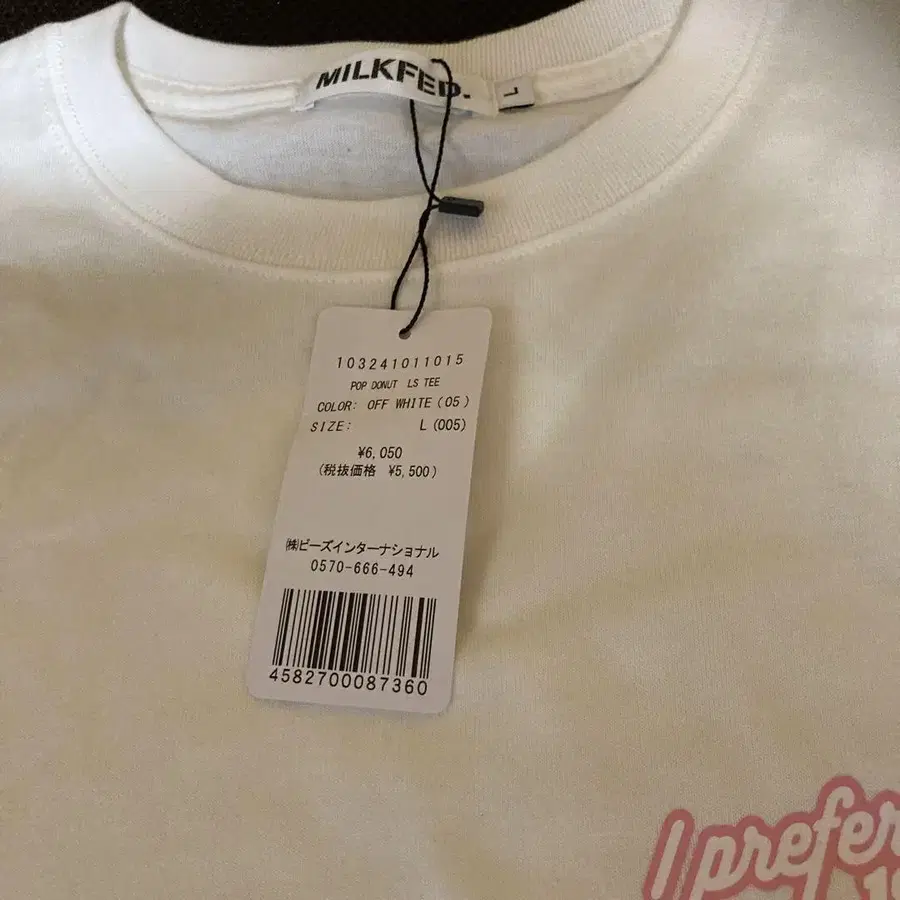 MILKFED.
L
103241011015
POP DONUT LS TEE
COLOR: OFF WHITE (05)
SIZE: L (005)
¥6,050
(税抜価格 ¥5,500)
㈱ビーズインターナショナル
0570-666-494
4582700087360
I prefer